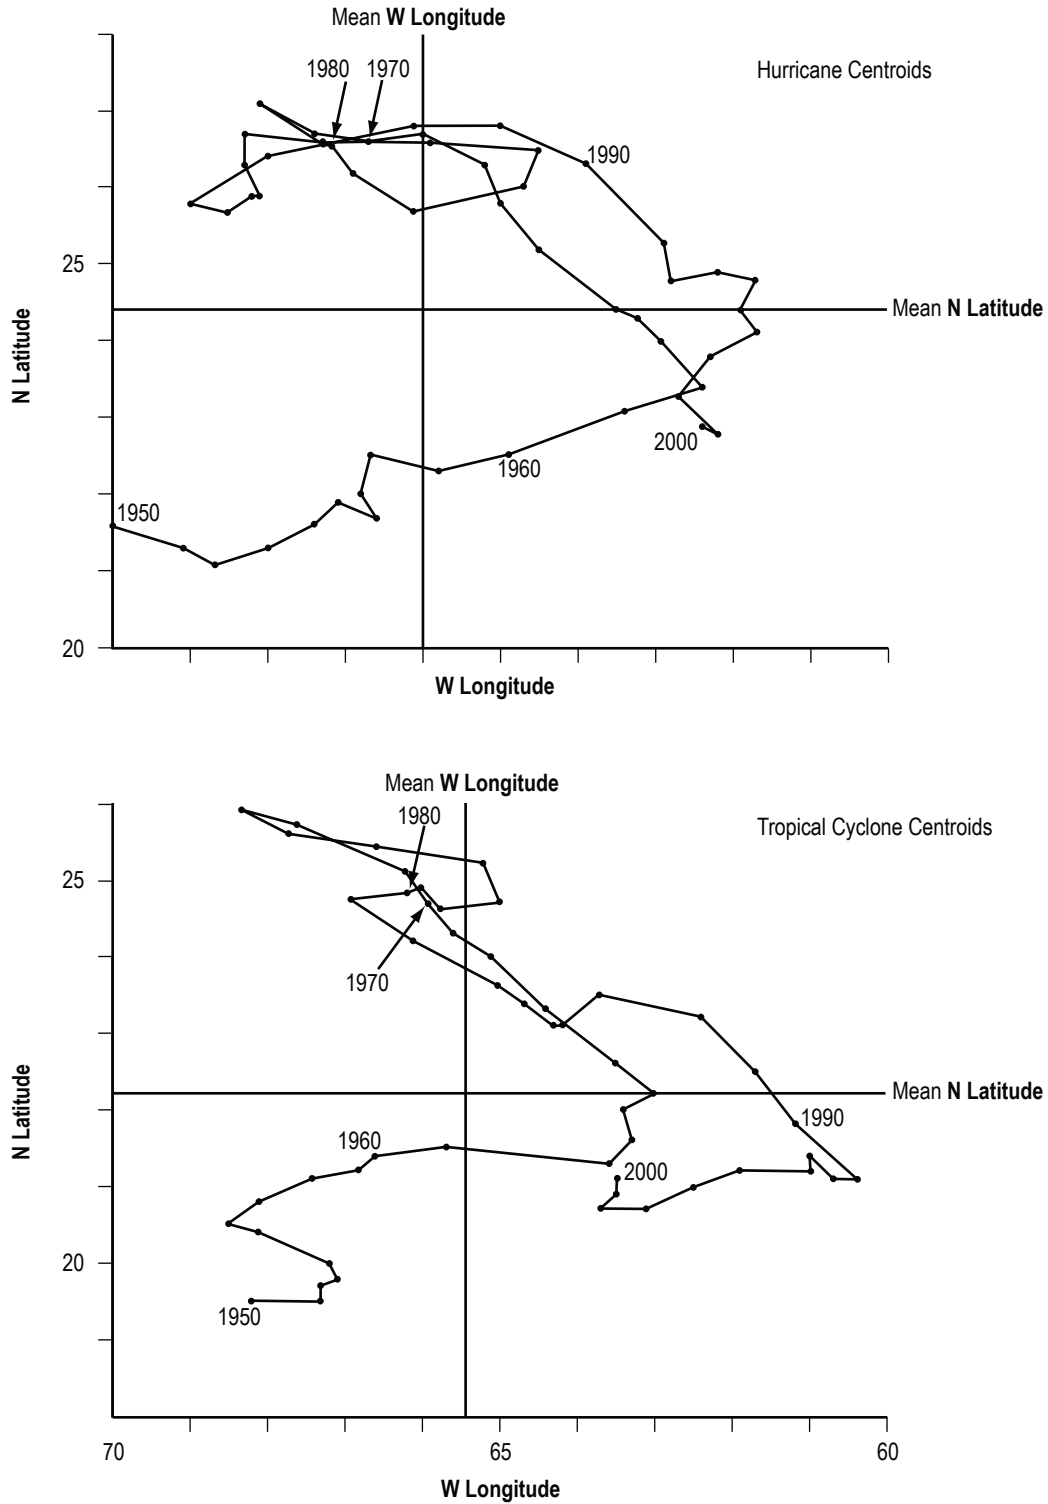 Mean W Longitude
1980
1970
Hurricane Centroids
1990
25
Mean N Latitude
N Latitude
2000
1960
1950
20
W Longitude
Mean W Longitude
1980
Tropical Cyclone Centroids
25
1970
Mean N Latitude
N Latitude
1990
1960
2000
20
1950
70
65
60
W Longitude